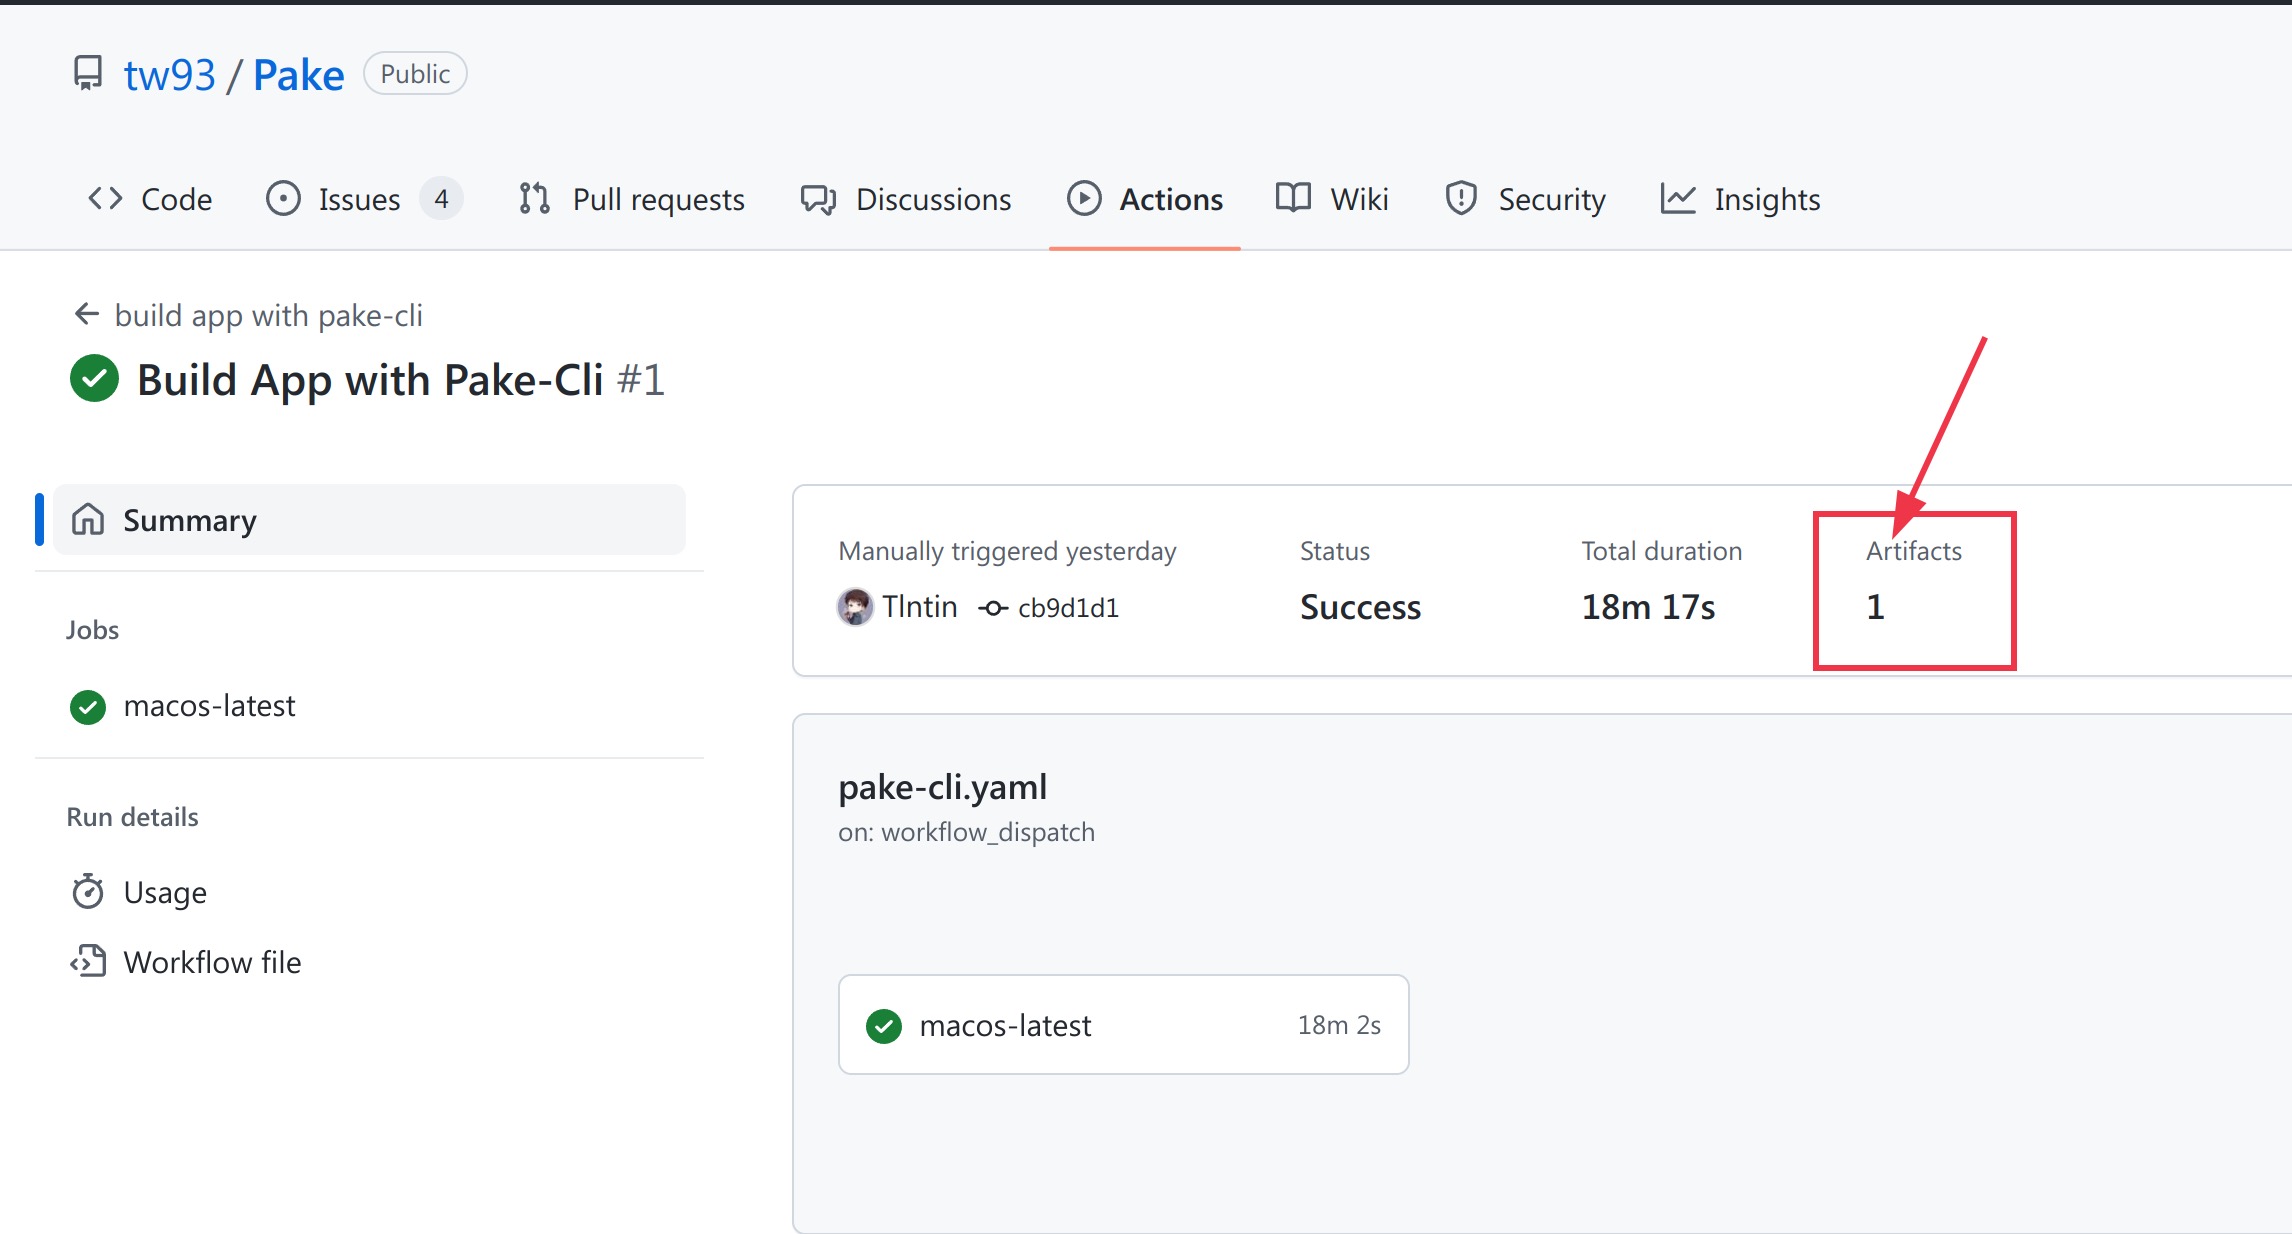 tw93 / Pake Public
Code Issues 4 Pull requests Discussions Actions Wiki Security Insights
build app with pake-cli
Build App with Pake-Cli #1
Summary
Jobs
macos-latest
Run details
Usage
Workflow file
Manually triggered yesterday Status Total duration Artifacts
Tlntin cb9d1d1 Success 18m 17s 1
pake-cli.yaml
on: workflow_dispatch
macos-latest 18m 2s